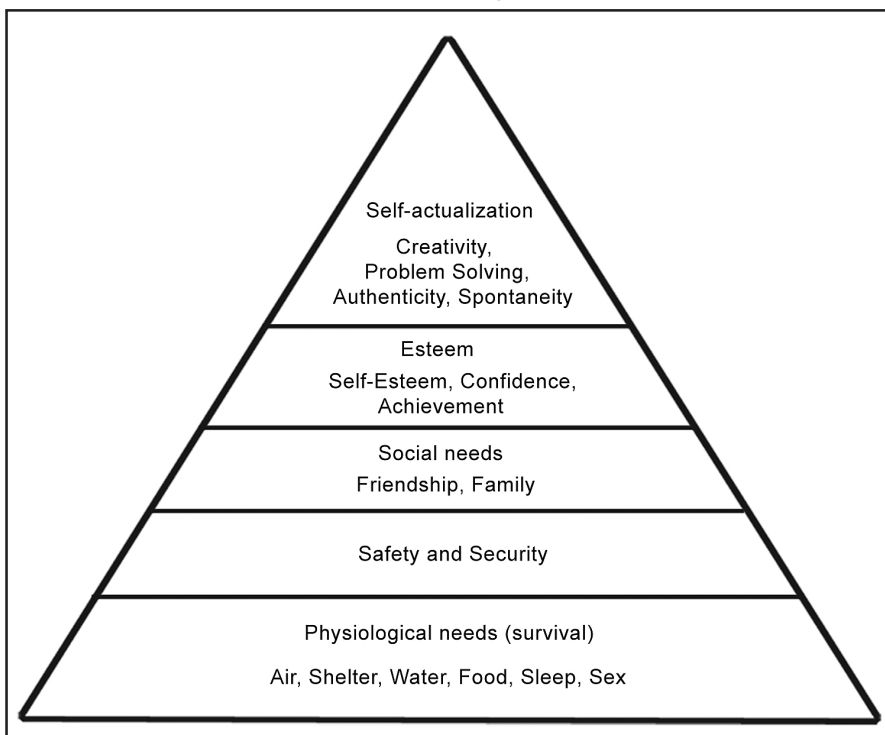 Self-actualization
Creativity,
Problem Solving,
Authenticity, Spontaneity
Esteem
Self-Esteem, Confidence,
Achievement
Social needs
Friendship, Family
Safety and Security
Physiological needs (survival)
Air, Shelter, Water, Food, Sleep, Sex